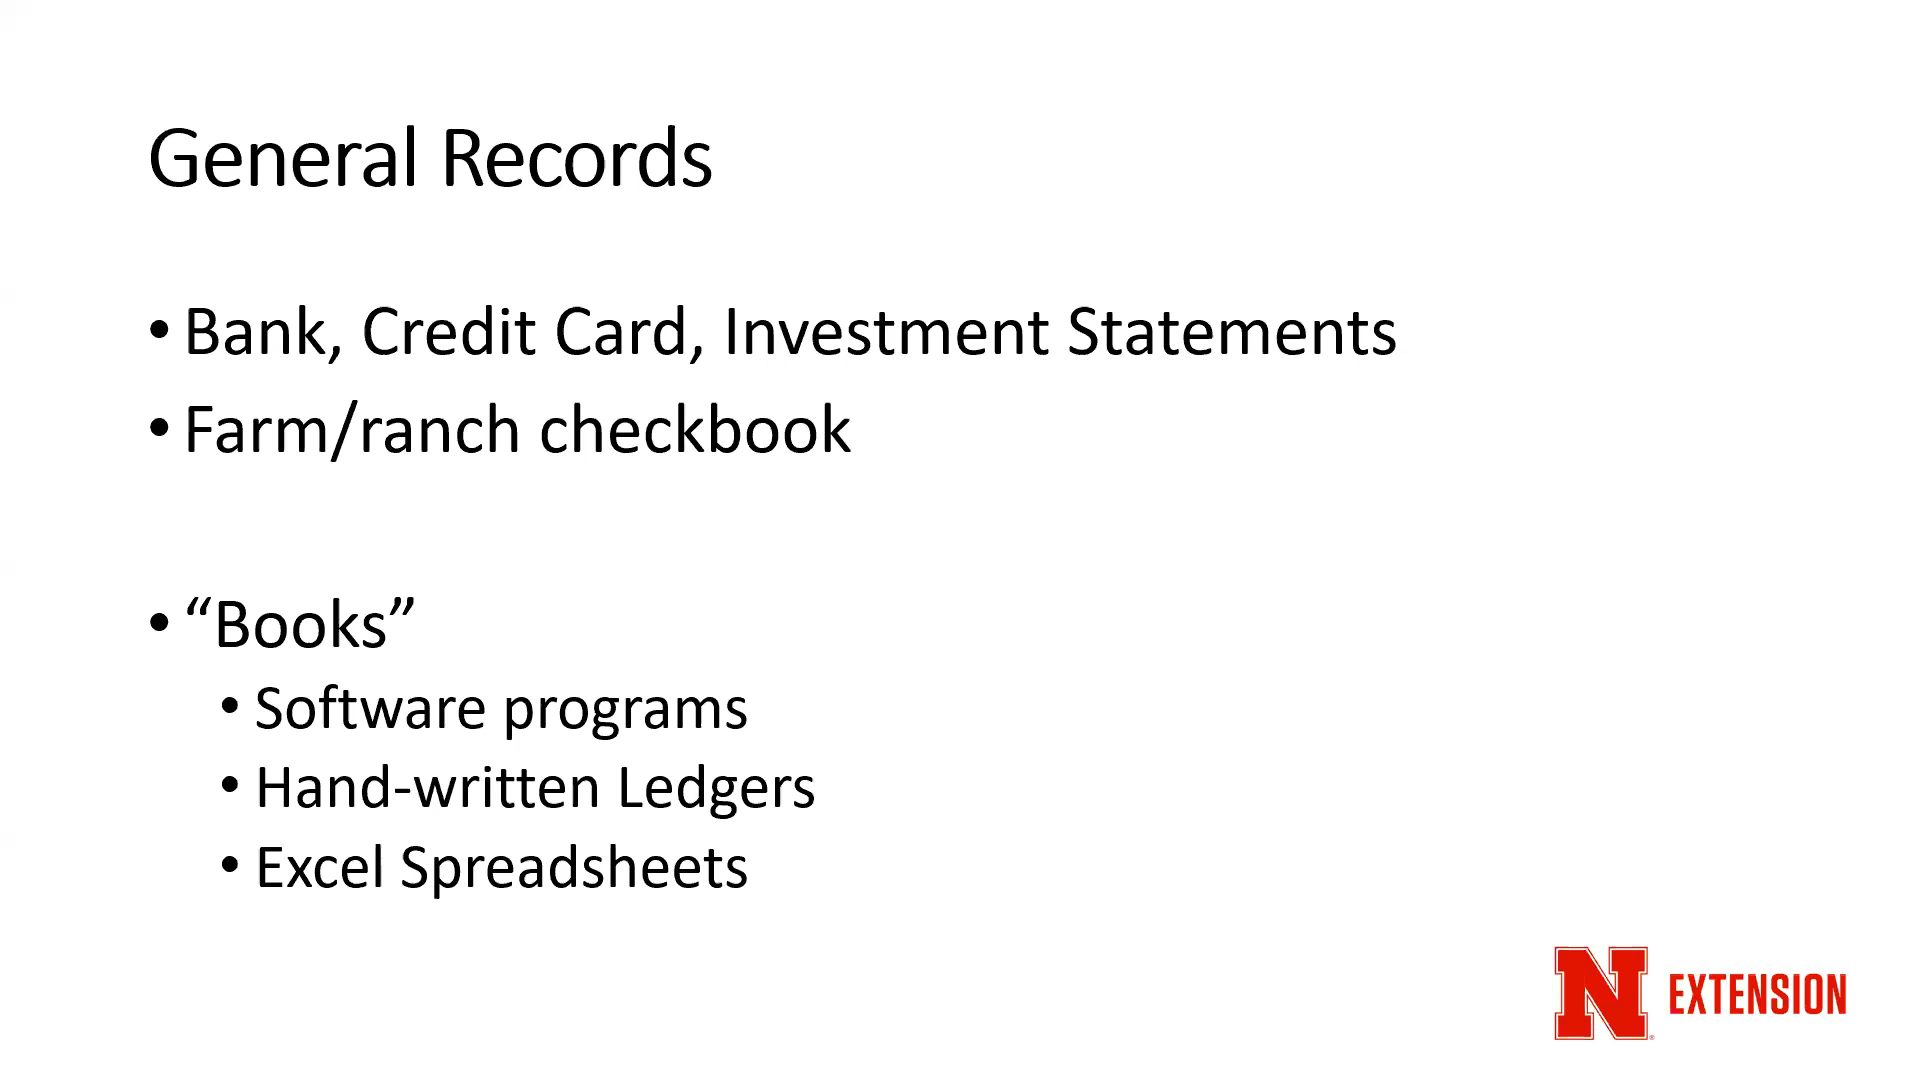 General Records
• Bank, Credit Card, Investment Statements
• Farm/ranch checkbook
• “Books”
• Software programs
• Hand-written Ledgers
• Excel Spreadsheets
N EXTENSION